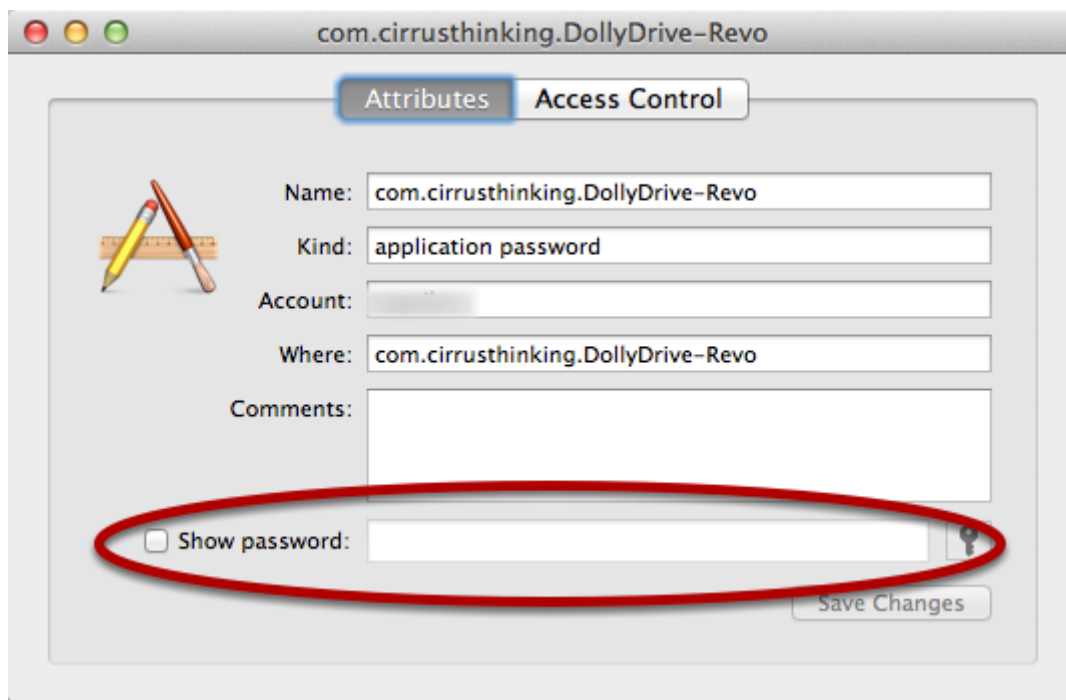 com.cirrusthinking.DollyDrive-Revo
Attributes Access Control
Name: com.cirrusthinking.DollyDrive-Revo
Kind: application password
Account:
Where: com.cirrusthinking.DollyDrive-Revo
Comments:
Show password:
Save Changes